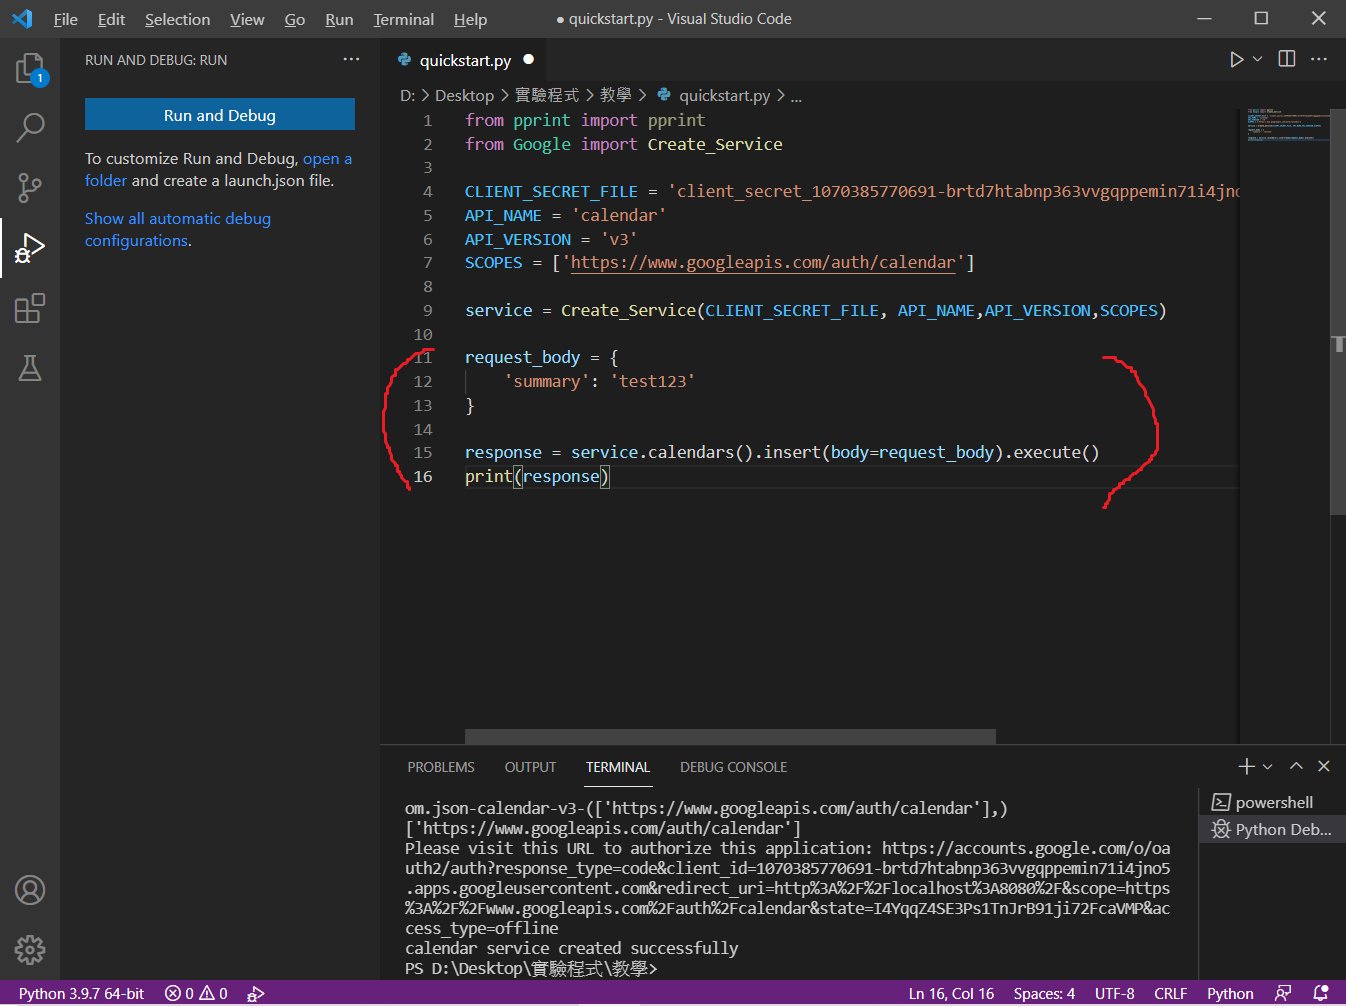 File Edit Selection View Go Run Terminal Help ● quickstart.py - Visual Studio Code
RUN AND DEBUG: RUN ···
Run and Debug
To customize Run and Debug, open a
folder and create a launch.json file.
Show all automatic debug
configurations.
1
quickstart.py ●
D: > Desktop > 實驗程式 > 教學 > quickstart.py > ...
1 from pprint import pprint
2 from Google import Create_Service
3
4 CLIENT_SECRET_FILE = 'client_secret_1070385770691-brtd7htabnp363vvgqppemin71i4jno
5 API_NAME = 'calendar'
6 API_VERSION = 'v3'
7 SCOPES = ['https://www.googleapis.com/auth/calendar']
8
9 service = Create_Service(CLIENT_SECRET_FILE, API_NAME,API_VERSION,SCOPES)
10
11 request_body = {
12 'summary': 'test123'
13 }
14
15 response = service.calendars().insert(body=request_body).execute()
16 print(response)
PROBLEMS OUTPUT TERMINAL DEBUG CONSOLE
om.json-calendar-v3-(['https://www.googleapis.com/auth/calendar'],)
['https://www.googleapis.com/auth/calendar']
Please visit this URL to authorize this application: https://accounts.google.com/o/oa
uth2/auth?response_type=code&client_id=1070385770691-brtd7htabnp363vvgqppemin71i4jno5
.apps.googleusercontent.com&redirect_uri=http%3A%2F%2Flocalhost%3A8080%2F&scope=https
%3A%2F%2Fwww.googleapis.com%2Fauth%2Fcalendar&state=I4YqqZ4SE3Ps1TnJrB91ji72FcaVMP&ac
cess_type=offline
calendar service created successfully
PS D:\Desktop\實驗程式\教學>
powershell
Python Deb...
Python 3.9.7 64-bit 0 0 Ln 16, Col 16 Spaces: 4 UTF-8 CRLF Python